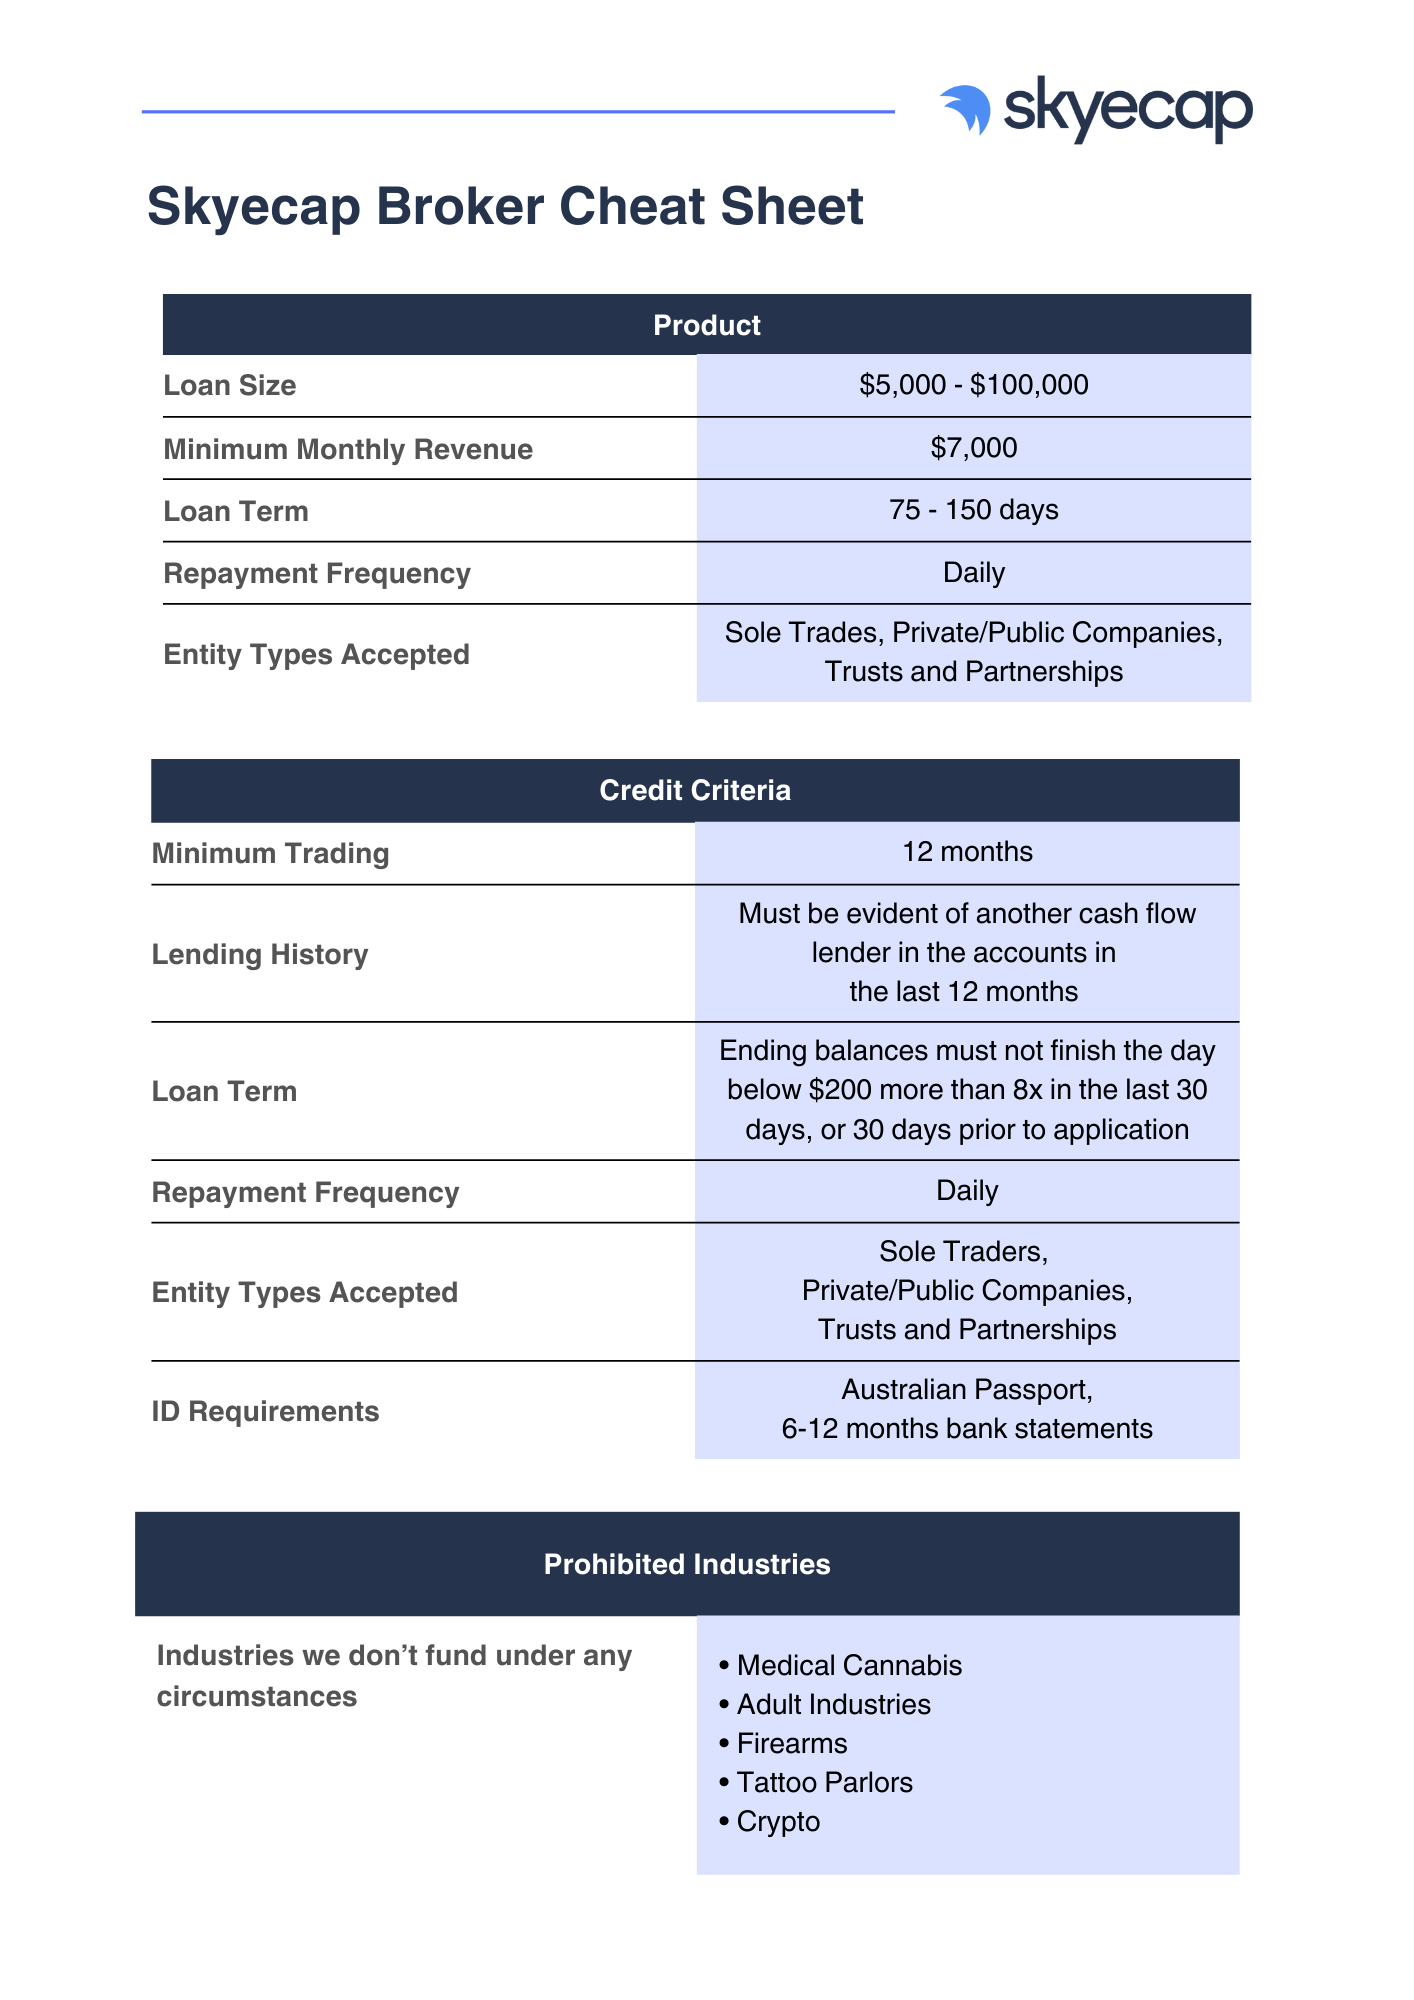 skyecap
Skyecap Broker Cheat Sheet
Product
Loan Size
$5,000 - $100,000
Minimum Monthly Revenue
$7,000
Loan Term
75 - 150 days
Repayment Frequency
Daily
Entity Types Accepted
Sole Trades, Private/Public Companies,
Trusts and Partnerships
Credit Criteria
Minimum Trading
12 months
Lending History
Must be evident of another cash flow
lender in the accounts in
the last 12 months
Loan Term
Ending balances must not finish the day
below $200 more than 8x in the last 30
days, or 30 days prior to application
Repayment Frequency
Daily
Entity Types Accepted
Sole Traders,
Private/Public Companies,
Trusts and Partnerships
ID Requirements
Australian Passport,
6-12 months bank statements
Prohibited Industries
Industries we don’t fund under any
circumstances
• Medical Cannabis
• Adult Industries
• Firearms
• Tattoo Parlors
• Crypto